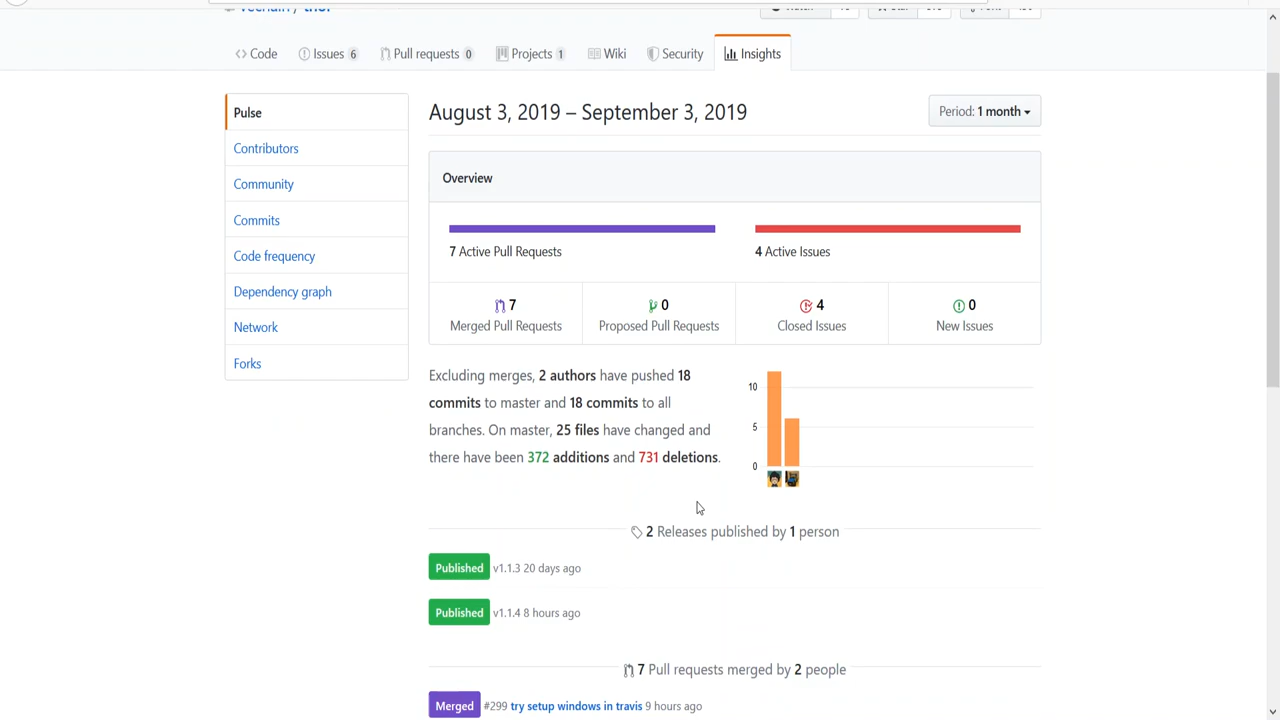 Code Issues 6 Pull requests 0 Projects 1 Wiki Security Insights
Pulse
Contributors
Community
Commits
Code frequency
Dependency graph
Network
Forks
August 3, 2019 – September 3, 2019
Period: 1 month
Overview
7 Active Pull Requests
4 Active Issues
7
Merged Pull Requests
0
Proposed Pull Requests
4
Closed Issues
0
New Issues
Excluding merges, 2 authors have pushed 18
commits to master and 18 commits to all
branches. On master, 25 files have changed and
there have been 372 additions and 731 deletions.
10
5
0
2 Releases published by 1 person
Published v1.1.3 20 days ago
Published v1.1.4 8 hours ago
7 Pull requests merged by 2 people
Merged #299 try setup windows in travis 9 hours ago